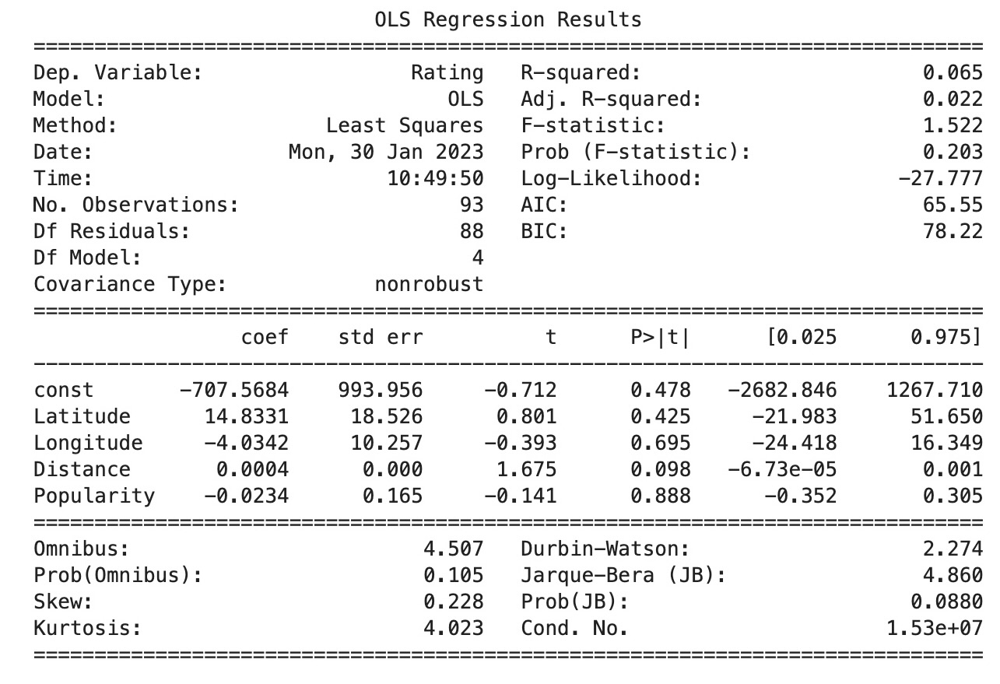 OLS Regression Results
==============================================================================
Dep. Variable:                 Rating   R-squared:                       0.065
Model:                            OLS   Adj. R-squared:                  0.022
Method:                 Least Squares   F-statistic:                     1.522
Date:                Mon, 30 Jan 2023   Prob (F-statistic):              0.203
Time:                        10:49:50   Log-Likelihood:                -27.777
No. Observations:                  93   AIC:                             65.55
Df Residuals:                      88   BIC:                             78.22
Df Model:                           4
Covariance Type:            nonrobust
==============================================================================
                 coef    std err          t      P>|t|      [0.025      0.975]
------------------------------------------------------------------------------
const       -707.5684    993.956     -0.712      0.478   -2682.846    1267.710
Latitude      14.8331     18.526      0.801      0.425     -21.983      51.650
Longitude     -4.0342     10.257     -0.393      0.695     -24.418      16.349
Distance       0.0004      0.000      1.675      0.098   -6.73e-05       0.001
Popularity    -0.0234      0.165     -0.141      0.888      -0.352       0.305
==============================================================================
Omnibus:                        4.507   Durbin-Watson:                   2.274
Prob(Omnibus):                  0.105   Jarque-Bera (JB):                4.860
Skew:                           0.228   Prob(JB):                       0.0880
Kurtosis:                       4.023   Cond. No.                     1.53e+07
==============================================================================